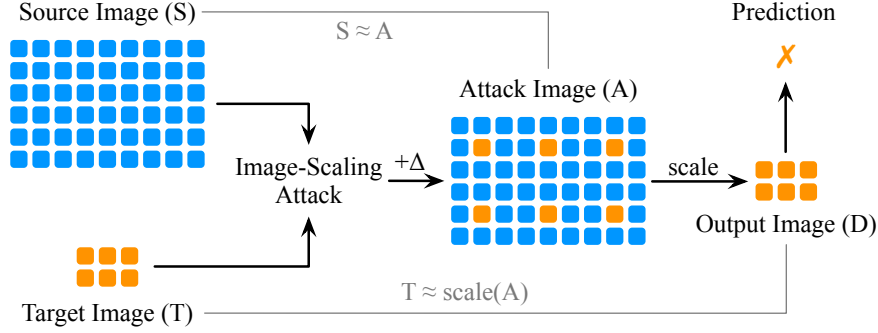 Source Image (S)
S ≈ A
Prediction
✗
Attack Image (A)
Image-Scaling
Attack
+Δ
scale
Output Image (D)
T ≈ scale(A)
Target Image (T)